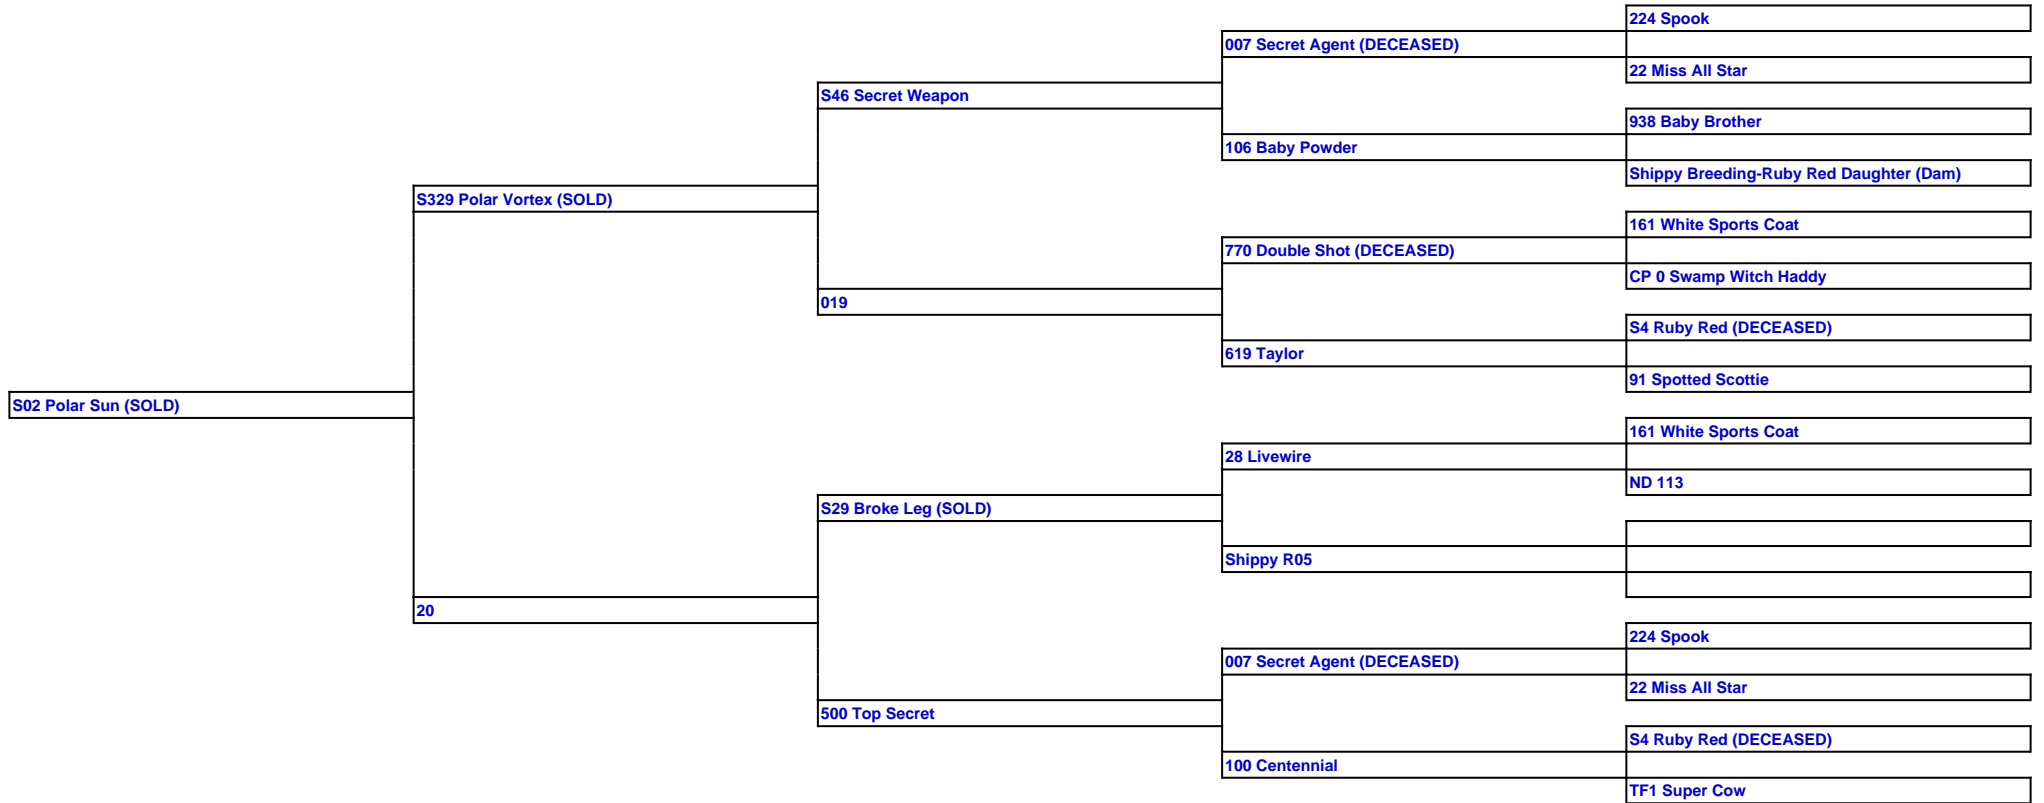 224 Spook
007 Secret Agent (DECEASED)
22 Miss All Star
S46 Secret Weapon
938 Baby Brother
106 Baby Powder
Shippy Breeding-Ruby Red Daughter (Dam)
S329 Polar Vortex (SOLD)
161 White Sports Coat
770 Double Shot (DECEASED)
CP 0 Swamp Witch Haddy
019
S4 Ruby Red (DECEASED)
619 Taylor
91 Spotted Scottie
S02 Polar Sun (SOLD)
161 White Sports Coat
28 Livewire
ND 113
S29 Broke Leg (SOLD)
Shippy R05
20
224 Spook
007 Secret Agent (DECEASED)
22 Miss All Star
500 Top Secret
S4 Ruby Red (DECEASED)
100 Centennial
TF1 Super Cow